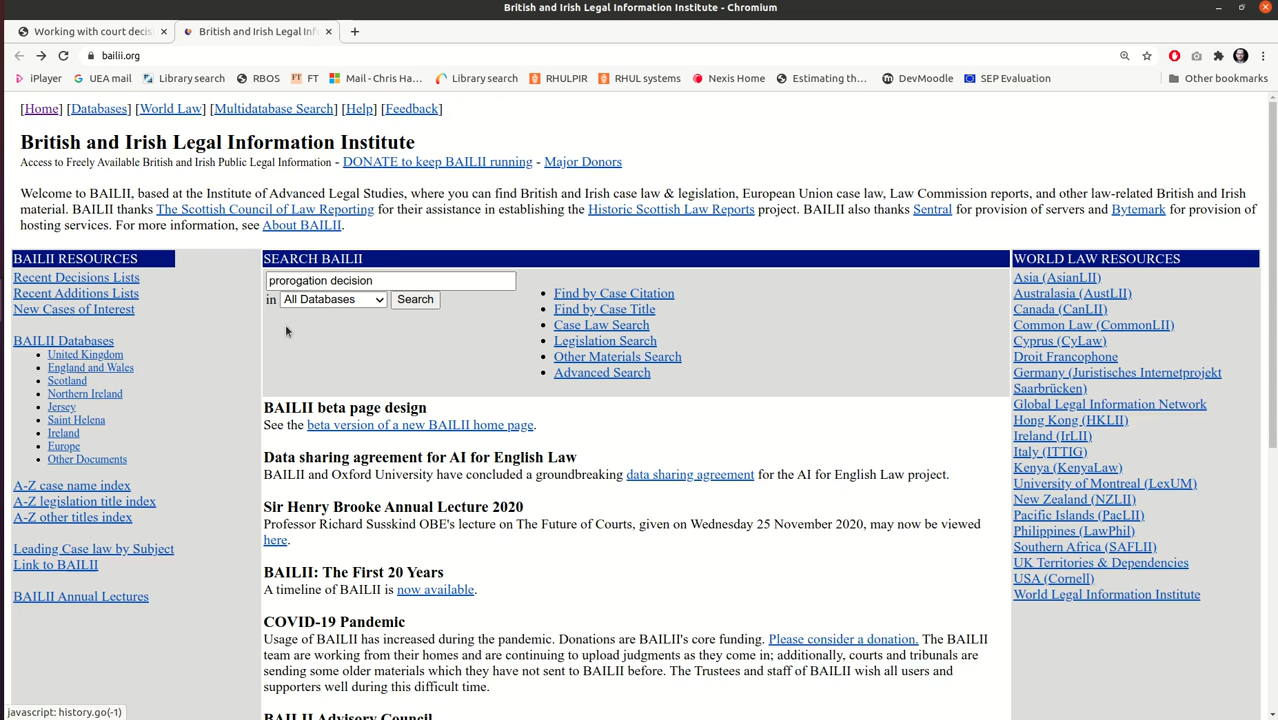 British and Irish Legal Information Institute - Chromium
Working with court decis
British and Irish Legal Inf
bailii.org
iPlayer
UEA mail
Library search
RBOS
FT
Mail - Chris Ha...
Library search
RHULPIR
RHUL systems
Nexis Home
Estimating th...
DevMoodle
SEP Evaluation
Other bookmarks
[Home] [Databases] [World Law] [Multidatabase Search] [Help] [Feedback]
British and Irish Legal Information Institute
Access to Freely Available British and Irish Public Legal Information - DONATE to keep BAILII running - Major Donors
Welcome to BAILII, based at the Institute of Advanced Legal Studies, where you can find British and Irish case law & legislation, European Union case law, Law Commission reports, and other law-related British and Irish
material. BAILII thanks The Scottish Council of Law Reporting for their assistance in establishing the Historic Scottish Law Reports project. BAILII also thanks Sentral for provision of servers and Bytemark for provision of
hosting services. For more information, see About BAILII.
BAILII RESOURCES
Recent Decisions Lists
Recent Additions Lists
New Cases of Interest
BAILII Databases
United Kingdom
England and Wales
Scotland
Northern Ireland
Jersey
Saint Helena
Ireland
Europe
Other Documents
A-Z case name index
A-Z legislation title index
A-Z other titles index
Leading Case law by Subject
Link to BAILII
BAILII Annual Lectures
SEARCH BAILII
prorogation decision
in All Databases Search
Find by Case Citation
Find by Case Title
Case Law Search
Legislation Search
Other Materials Search
Advanced Search
BAILII beta page design
See the beta version of a new BAILII home page.
Data sharing agreement for AI for English Law
BAILII and Oxford University have concluded a groundbreaking data sharing agreement for the AI for English Law project.
Sir Henry Brooke Annual Lecture 2020
Professor Richard Susskind OBE's lecture on The Future of Courts, given on Wednesday 25 November 2020, may now be viewed
here.
BAILII: The First 20 Years
A timeline of BAILII is now available.
COVID-19 Pandemic
Usage of BAILII has increased during the pandemic. Donations are BAILII's core funding. Please consider a donation. The BAILII
team are working from their homes and are continuing to upload judgments as they come in; additionally, courts and tribunals are
sending some older materials which they have not sent to BAILII before. The Trustees and staff of BAILII wish all users and
supporters well during this difficult time.
BAILII Advisory Council
WORLD LAW RESOURCES
Asia (AsianLII)
Australasia (AustLII)
Canada (CanLII)
Common Law (CommonLII)
Cyprus (CyLaw)
Droit Francophone
Germany (Juristisches Internetprojekt
Saarbrücken)
Global Legal Information Network
Hong Kong (HKLII)
Ireland (IrLII)
Italy (ITTIG)
Kenya (KenyaLaw)
University of Montreal (LexUM)
New Zealand (NZLII)
Pacific Islands (PacLII)
Philippines (LawPhil)
Southern Africa (SAFLII)
UK Territories & Dependencies
USA (Cornell)
World Legal Information Institute
javascript: history.go(-1)